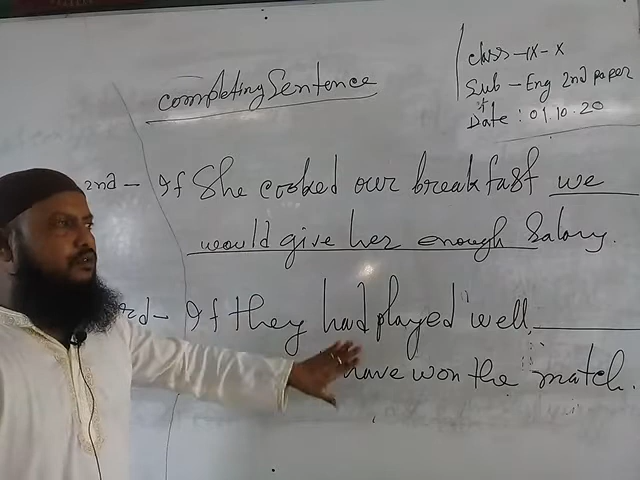 completing Sentence
Class - IX - X
Sub - Eng 2nd paper
Date : 01.10.20
2nd - If She cooked our breakfast we
would give her enough Salary.
rd - If they had played well,
have won the match.